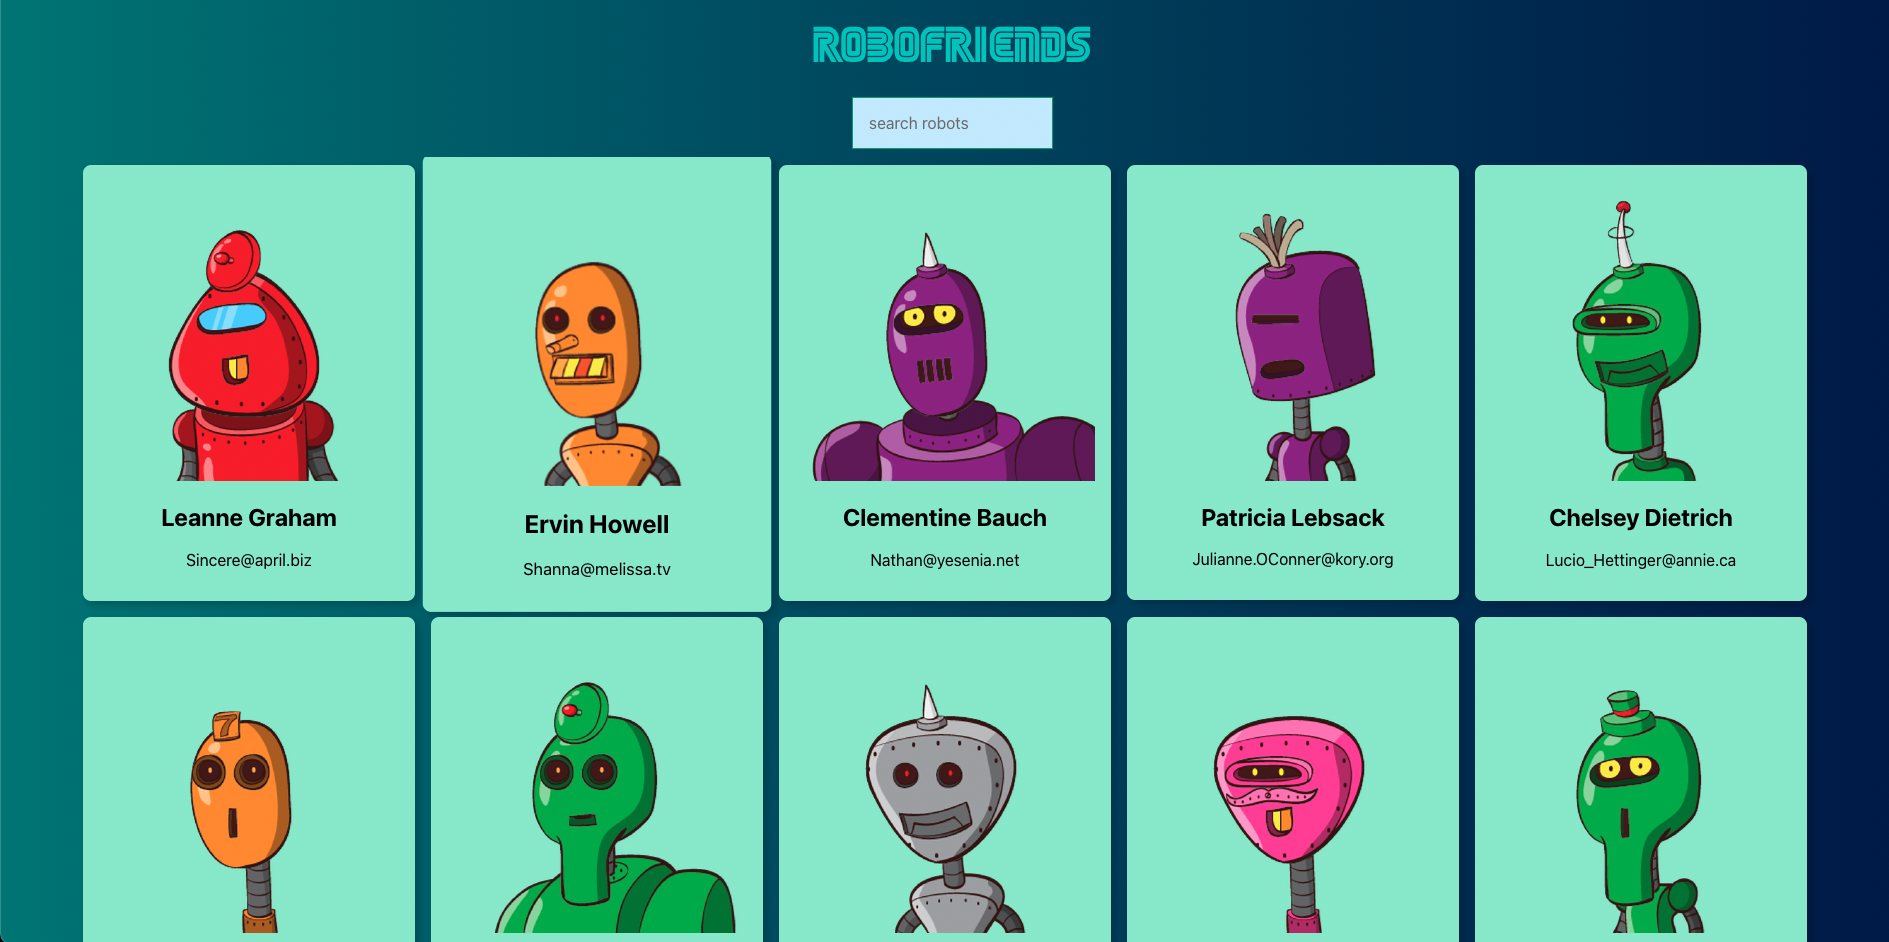 ROBOFRIENDS
search robots
Leanne Graham
Sincere@april.biz
Ervin Howell
Shanna@melissa.tv
Clementine Bauch
Nathan@yesenia.net
Patricia Lebsack
Julianne.OConner@kory.org
Chelsey Dietrich
Lucio_Hettinger@annie.ca
7